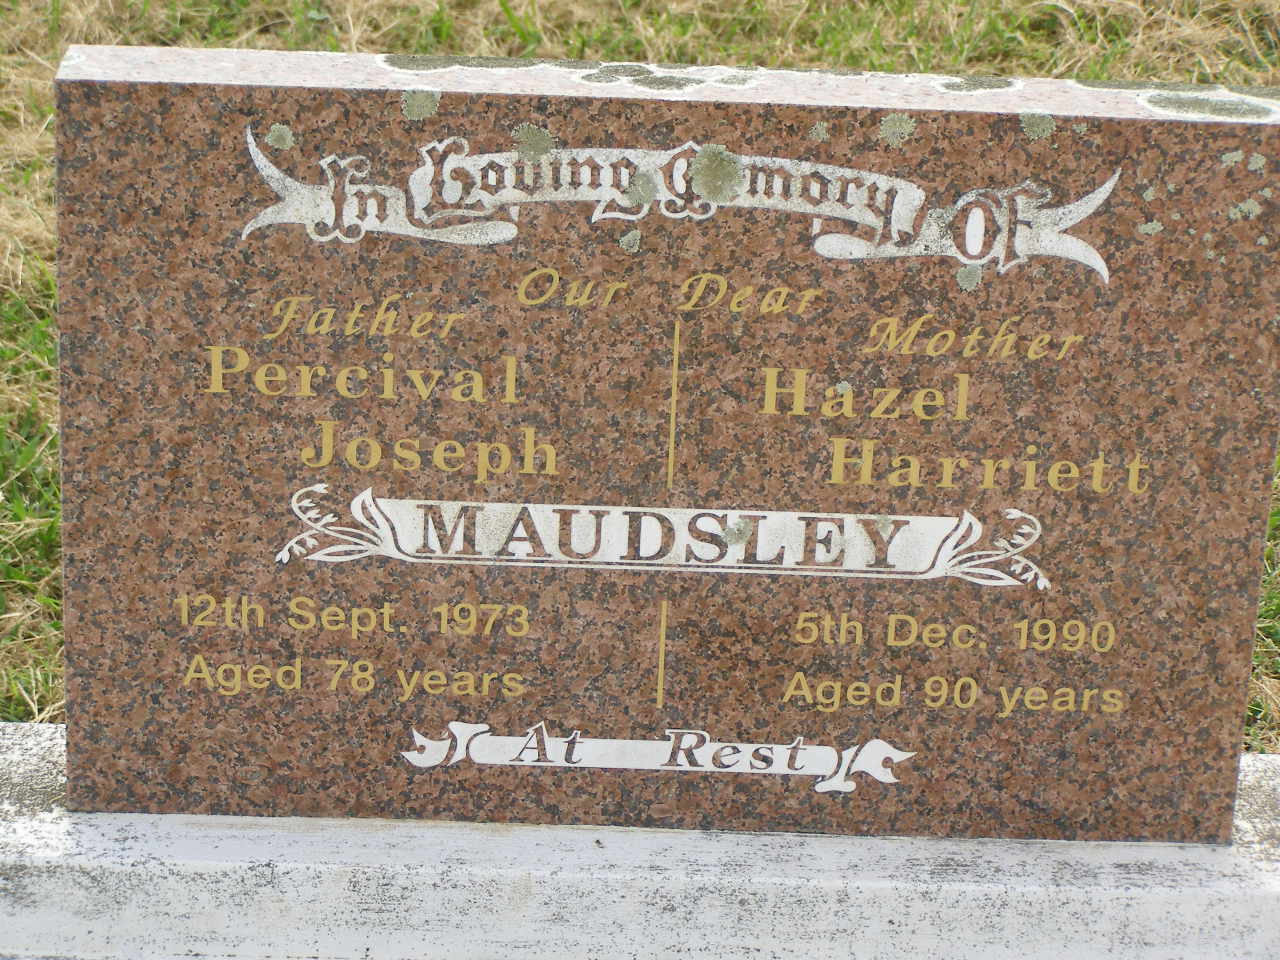 In Loving Memory Of
Our Dear
Father Mother
Percival Hazel
Joseph Harriett
MAUDSLEY
12th Sept. 1973 5th Dec. 1990
Aged 78 years Aged 90 years
At Rest